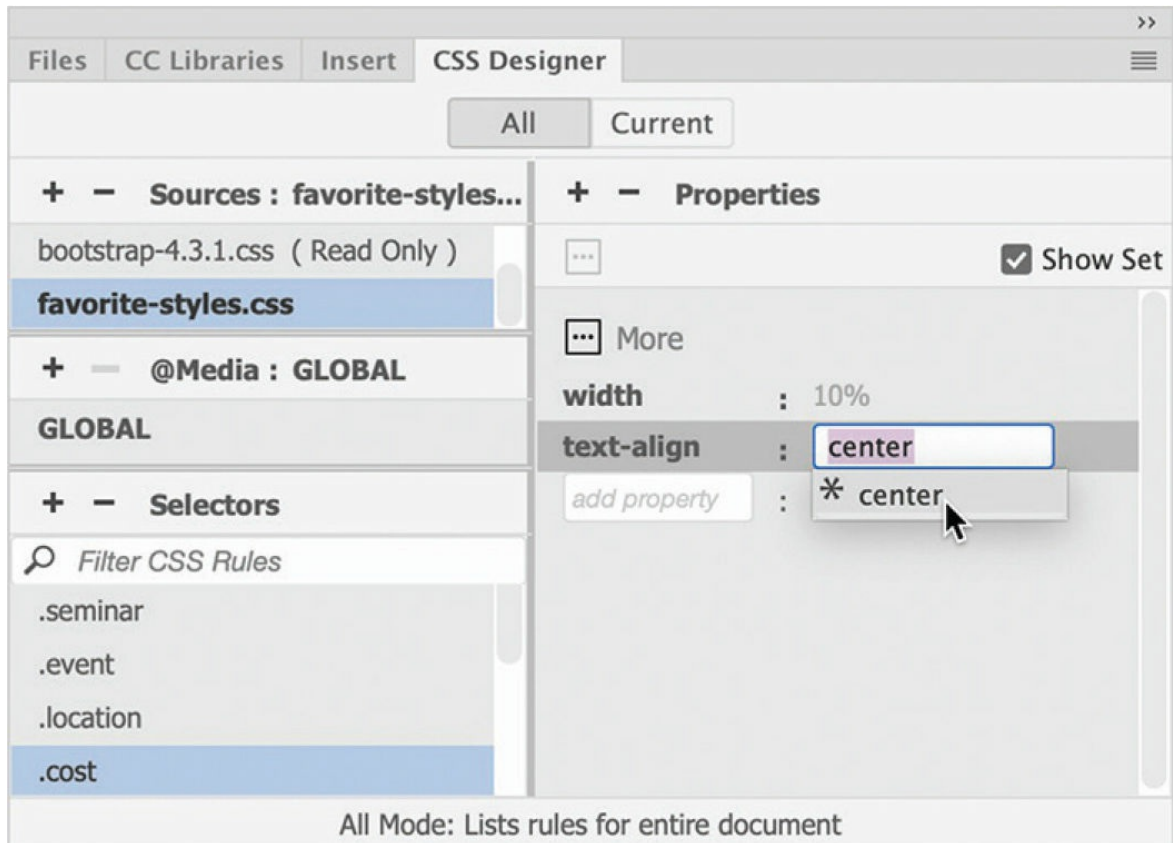 >>
Files CC Libraries Insert CSS Designer
All Current
+ − Sources : favorite-styles...
bootstrap-4.3.1.css ( Read Only )
favorite-styles.css
+ − @Media : GLOBAL
GLOBAL
+ − Selectors
Filter CSS Rules
.seminar
.event
.location
.cost
+ − Properties
Show Set
More
width : 10%
text-align : center
add property :
* center
All Mode: Lists rules for entire document